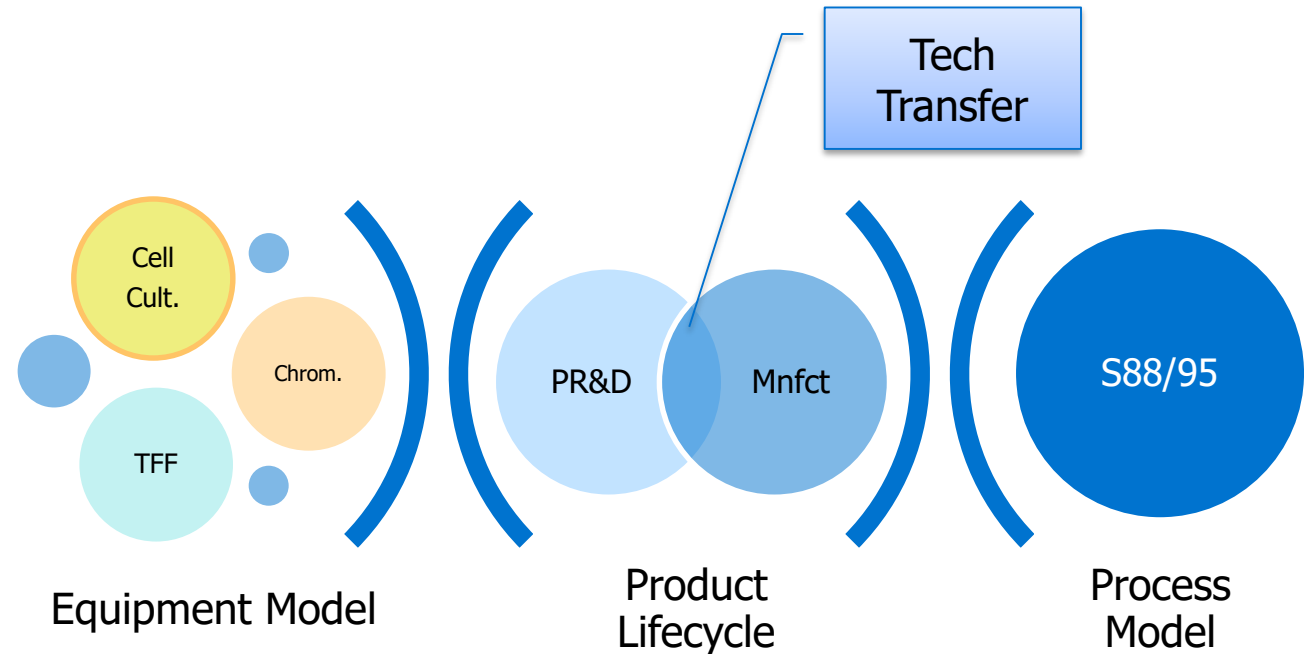 Tech
Transfer
Cell
Cult.
Chrom.
TFF
PR&D
Mnfct
S88/95
Equipment Model
Product
Lifecycle
Process
Model